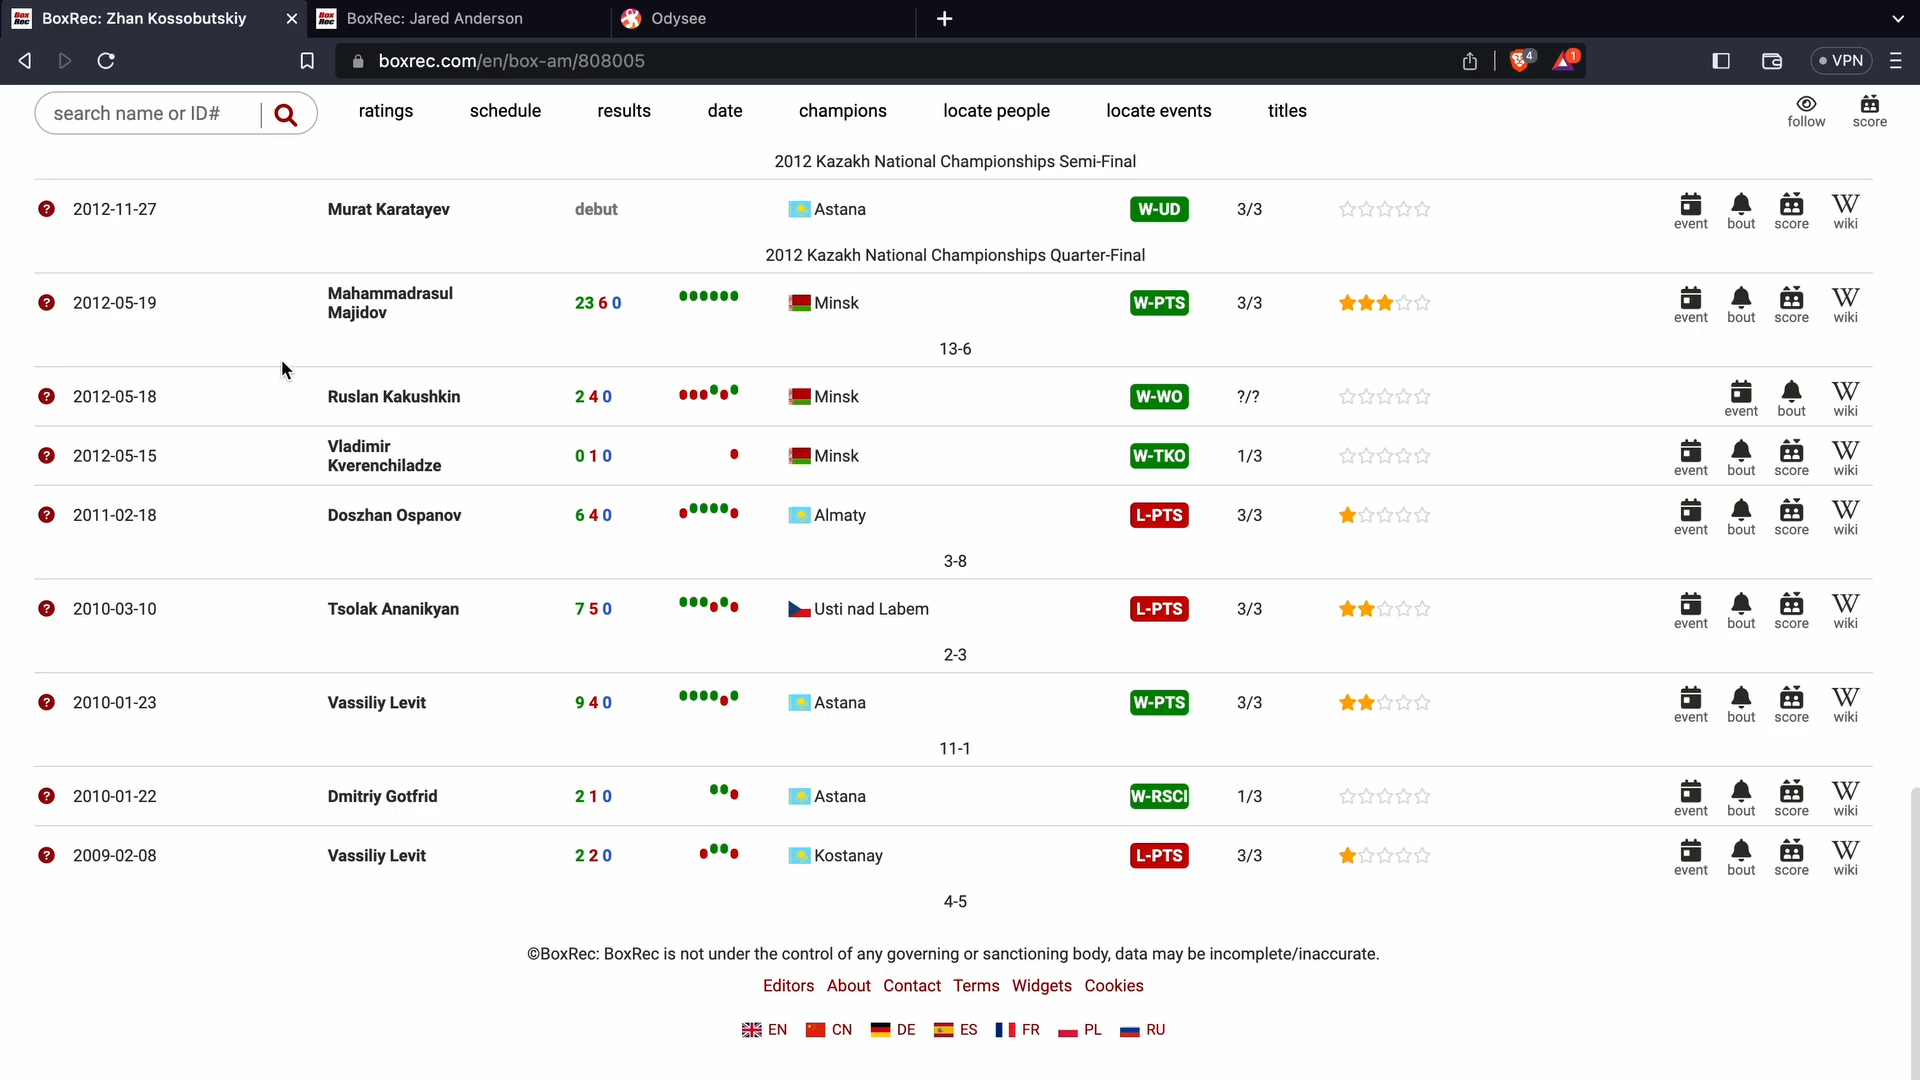 BoxRec: Zhan Kossobutskiy
BoxRec: Jared Anderson
Odysee
boxrec.com/en/box-am/808005
4
1
VPN
search name or ID#
ratings
schedule
results
date
champions
locate people
locate events
titles
follow
score
2012 Kazakh National Championships Semi-Final
2012-11-27 Murat Karatayev debut Astana W-UD 3/3 event bout score wiki
2012 Kazakh National Championships Quarter-Final
2012-05-19 Mahammadrasul Majidov 23 6 0 Minsk W-PTS 3/3 event bout score wiki
13-6
2012-05-18 Ruslan Kakushkin 2 4 0 Minsk W-WO ?/? event bout wiki
2012-05-15 Vladimir Kverenchiladze 0 1 0 Minsk W-TKO 1/3 event bout score wiki
2011-02-18 Doszhan Ospanov 6 4 0 Almaty L-PTS 3/3 event bout score wiki
3-8
2010-03-10 Tsolak Ananikyan 7 5 0 Usti nad Labem L-PTS 3/3 event bout score wiki
2-3
2010-01-23 Vassiliy Levit 9 4 0 Astana W-PTS 3/3 event bout score wiki
11-1
2010-01-22 Dmitriy Gotfrid 2 1 0 Astana W-RSCI 1/3 event bout score wiki
2009-02-08 Vassiliy Levit 2 2 0 Kostanay L-PTS 3/3 event bout score wiki
4-5
©BoxRec: BoxRec is not under the control of any governing or sanctioning body, data may be incomplete/inaccurate.
Editors About Contact Terms Widgets Cookies
EN CN DE ES FR PL RU